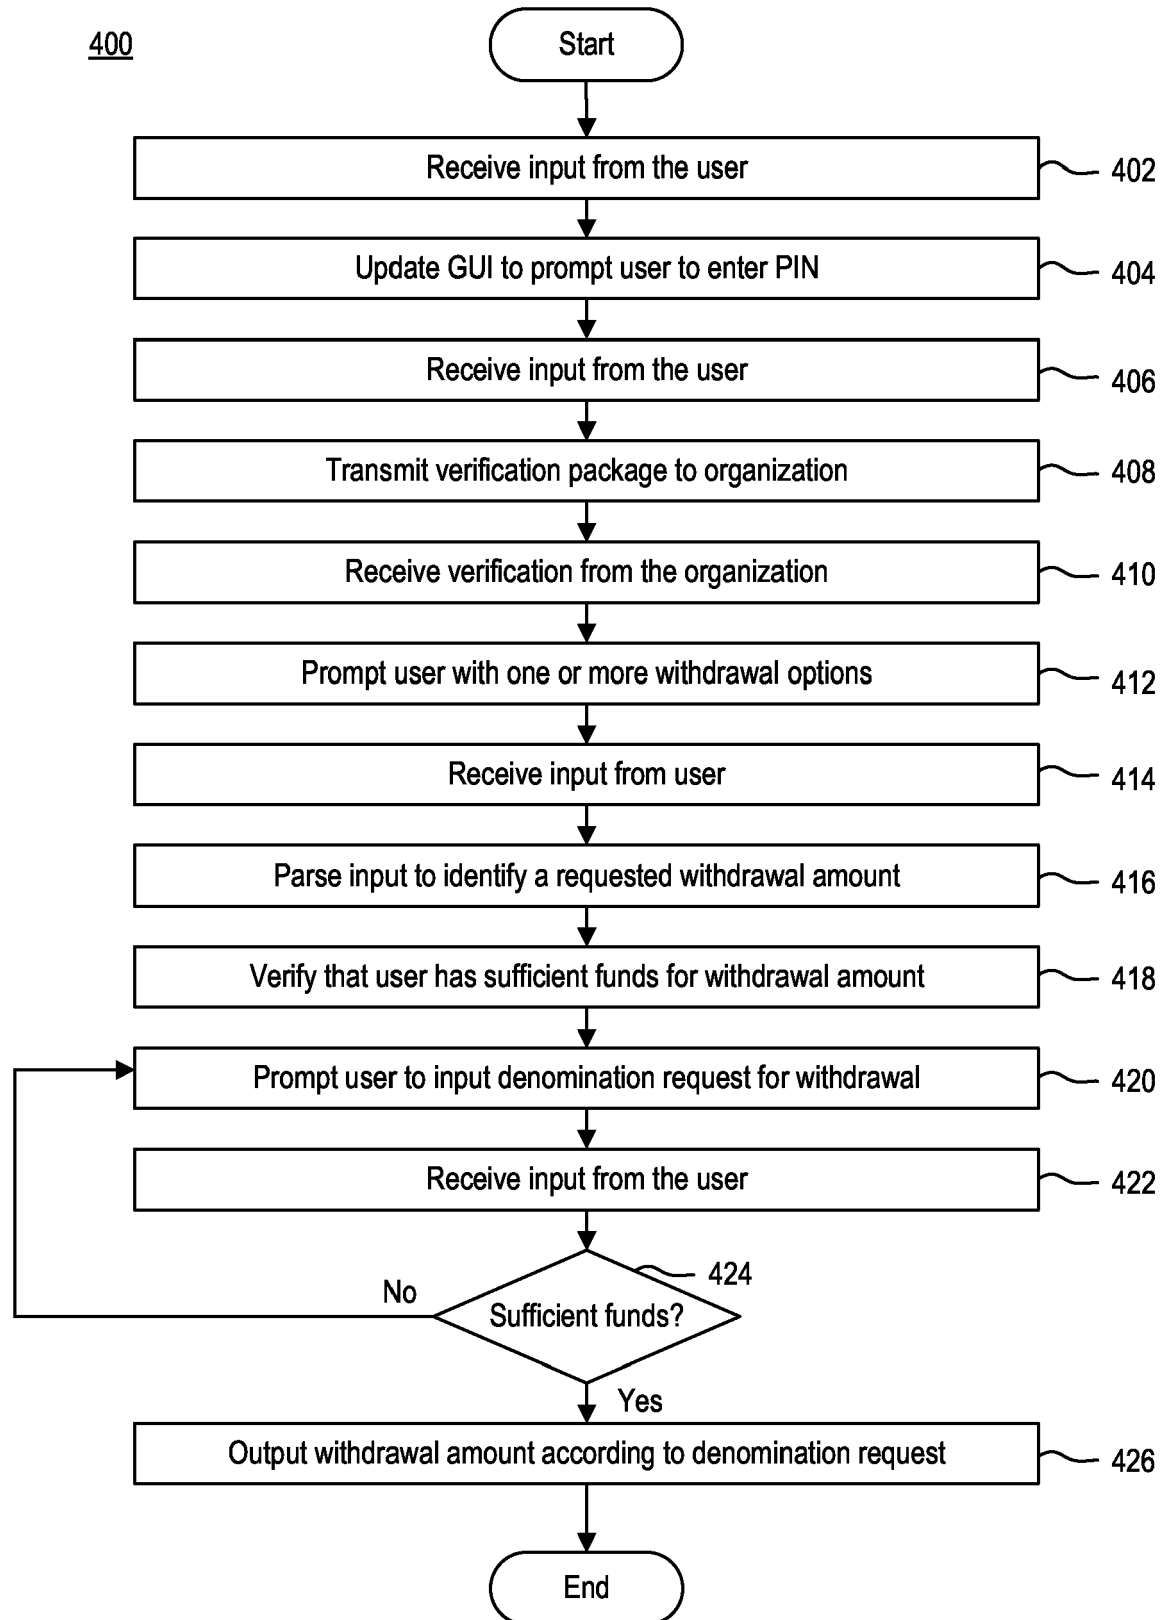 400
Start
Receive input from the user
402
Update GUI to prompt user to enter PIN
404
Receive input from the user
406
Transmit verification package to organization
408
Receive verification from the organization
410
Prompt user with one or more withdrawal options
412
Receive input from user
414
Parse input to identify a requested withdrawal amount
416
Verify that user has sufficient funds for withdrawal amount
418
Prompt user to input denomination request for withdrawal
420
Receive input from the user
422
424
No
Sufficient funds?
Yes
Output withdrawal amount according to denomination request
426
End